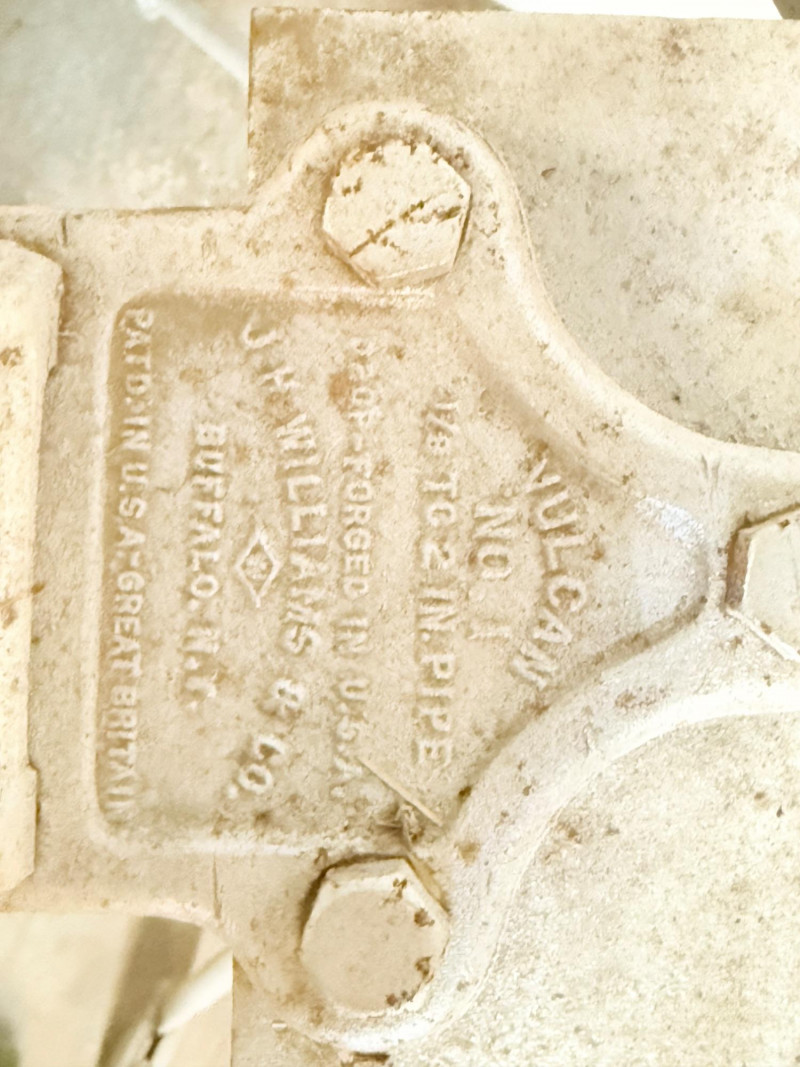 VULCAN
NO. 1
1/8 TO 2 IN. PIPE
DROP-FORGED IN U.S.A.
J.H. WILLIAMS & CO.
BUFFALO, N.Y.
PAT'D. IN U.S.A.-GREAT BRITAIN